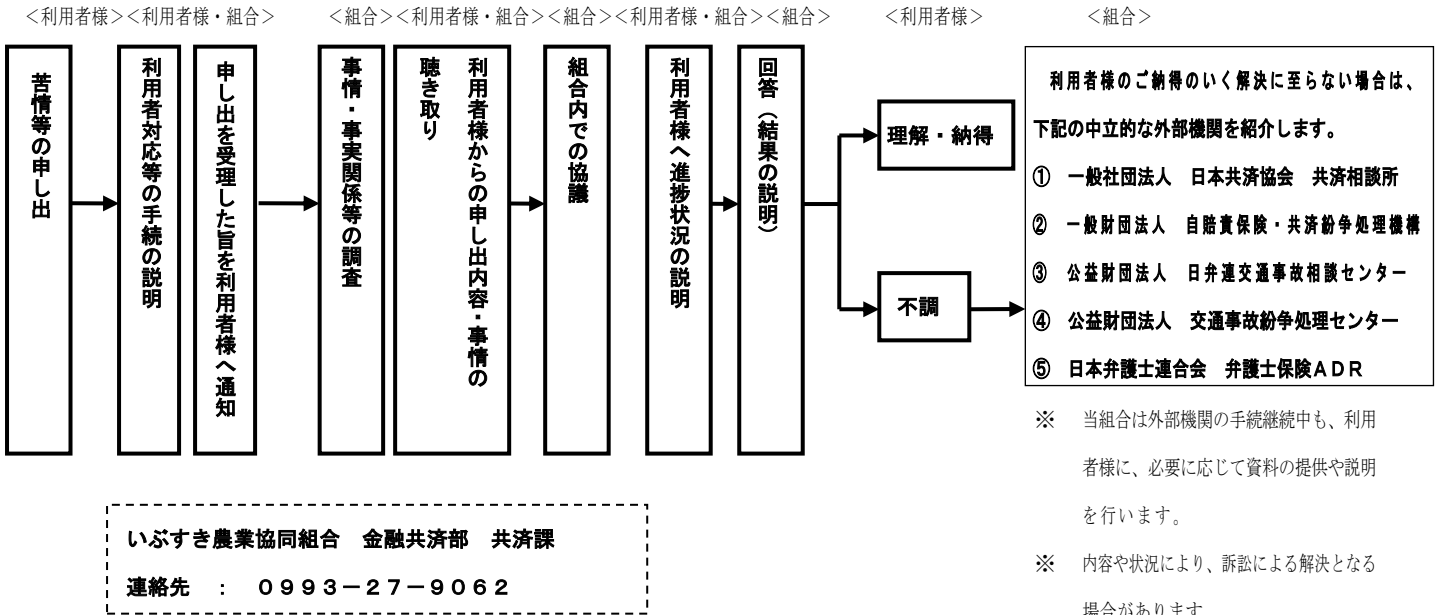 <利用者様><利用者様・組合>　<組合><利用者様・組合><組合><利用者様・組合><組合>　<利用者様>　<組合>
苦情等の申し出
利用者対応等の手続の説明
申し出を受理した旨を利用者様へ通知
事情・事実関係等の調査
利用者様からの申し出内容・事情の
聴き取り
組合内での協議
利用者様へ進捗状況の説明
回答（結果の説明）
理解・納得
不調
利用者様のご納得のいく解決に至らない場合は、
下記の中立的な外部機関を紹介します。
①　一般社団法人　日本共済協会　共済相談所
②　一般財団法人　自賠責保険・共済紛争処理機構
③　公益財団法人　日弁連交通事故相談センター
④　公益財団法人　交通事故紛争処理センター
⑤　日本弁護士連合会　弁護士保険ＡＤＲ
※　当組合は外部機関の手続継続中も、利用
者様に、必要に応じて資料の提供や説明
を行います。
※　内容や状況により、訴訟による解決となる
場合があります
いぶすき農業協同組合　金融共済部　共済課
連絡先　：　０９９３－２７－９０６２